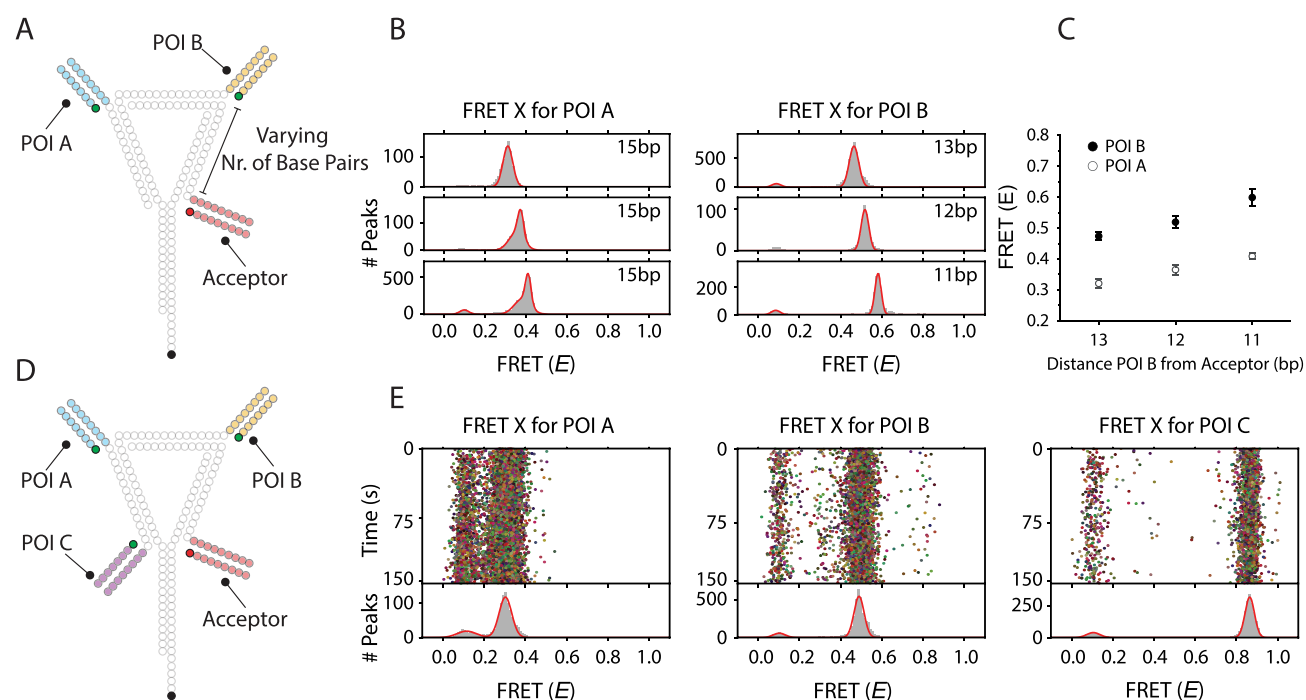 A
POI B
POI A
Varying
Nr. of Base Pairs
Acceptor
B
FRET X for POI A
15bp
100
0
15bp
100
0
15bp
500
0
# Peaks
0.0 0.2 0.4 0.6 0.8 1.0
FRET (E)
FRET X for POI B
13bp
500
0
12bp
100
0
11bp
200
0
0.0 0.2 0.4 0.6 0.8 1.0
FRET (E)
C
POI B
POI A
0.8
0.7
0.6
0.5
0.4
0.3
0.2
FRET (E)
13 12 11
Distance POI B from Acceptor (bp)
D
POI A
POI B
POI C
Acceptor
E
FRET X for POI A
0
75
150
Time (s)
100
0
# Peaks
0.0 0.2 0.4 0.6 0.8 1.0
FRET (E)
FRET X for POI B
0
75
150
500
0
0.0 0.2 0.4 0.6 0.8 1.0
FRET (E)
FRET X for POI C
0
75
150
250
0
0.0 0.2 0.4 0.6 0.8 1.0
FRET (E)